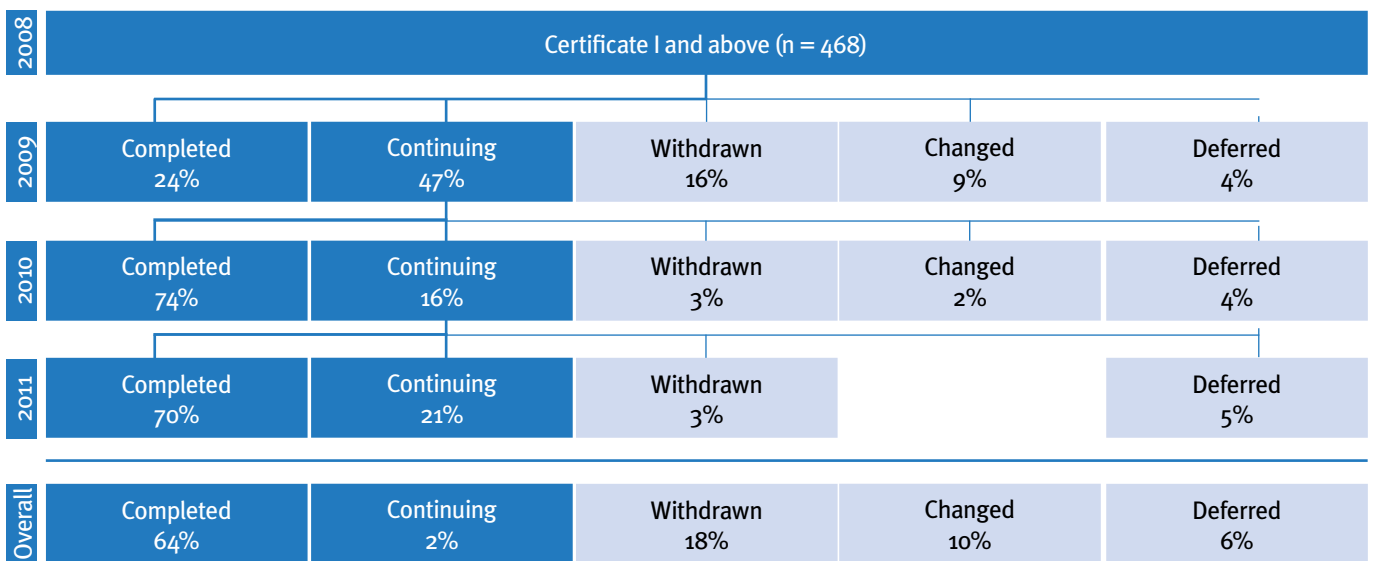 2008
Certificate I and above (n = 468)
2009
Completed
24%
Continuing
47%
Withdrawn
16%
Changed
9%
Deferred
4%
2010
Completed
74%
Continuing
16%
Withdrawn
3%
Changed
2%
Deferred
4%
2011
Completed
70%
Continuing
21%
Withdrawn
3%
Deferred
5%
Overall
Completed
64%
Continuing
2%
Withdrawn
18%
Changed
10%
Deferred
6%